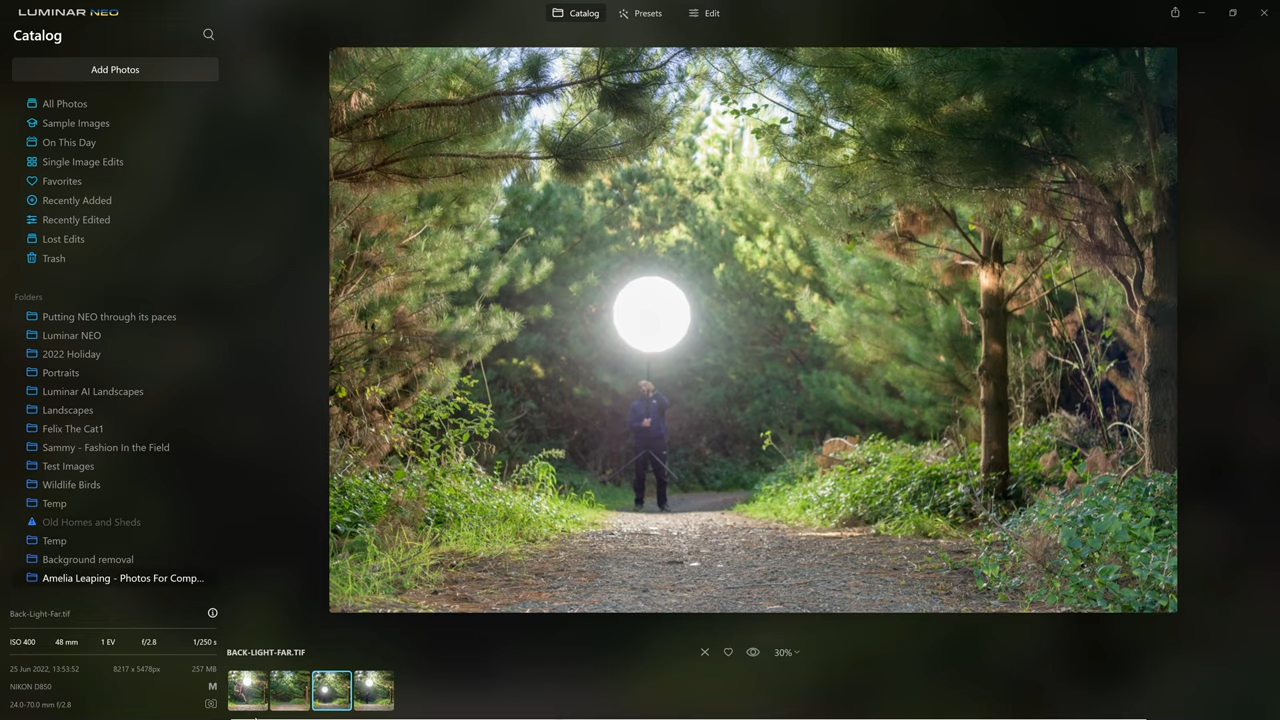 LUMINAR NEO
Catalog
Presets
Edit
Catalog
Add Photos
All Photos
Sample Images
On This Day
Single Image Edits
Favorites
Recently Added
Recently Edited
Lost Edits
Trash
Folders
Putting NEO through its paces
Luminar NEO
2022 Holiday
Portraits
Luminar AI Landscapes
Landscapes
Felix The Cat1
Sammy - Fashion In the Field
Test Images
Wildlife Birds
Temp
Old Homes and Sheds
Temp
Background removal
Amelia Leaping - Photos For Comp...
Back-Light-Far.tif
ISO 400 48 mm 1 EV f/2.8 1/250 s
25 Jun 2022, 13:53:52 8217 x 5478px 257 MB
NIKON D850 M
24.0-70.0 mm f/2.8
BACK-LIGHT-FAR.TIF
30%